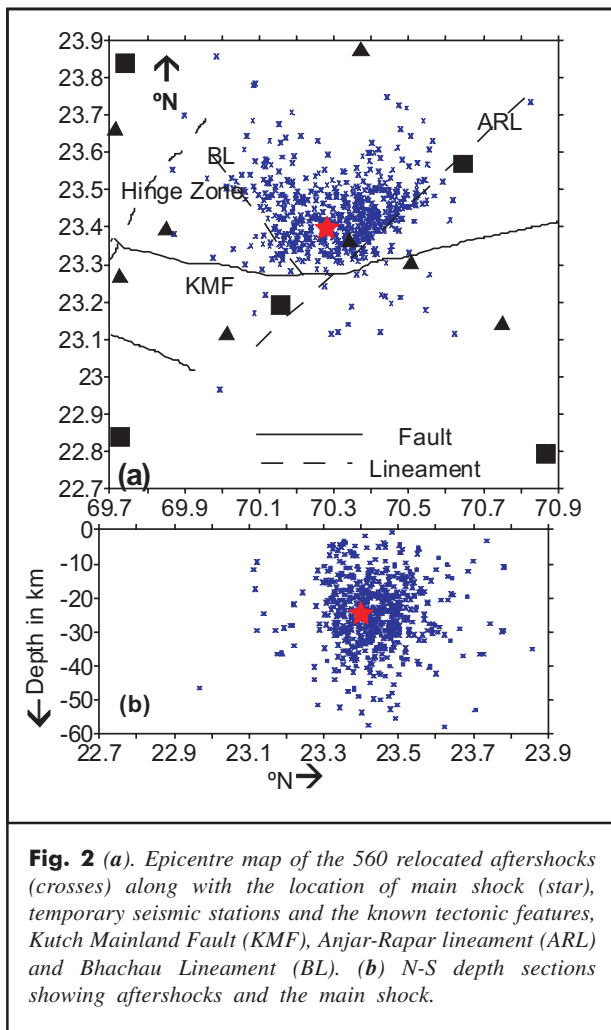 23.9
23.8
23.7
23.6
23.5
23.4
23.3
23.2
23.1
23
22.9
22.8
22.7
ºN
BL
ARL
Hinge Zone
KMF
Fault
Lineament
(a)
69.7 69.9 70.1 70.3 70.5 70.7 70.9
0
-10
-20
-30
-40
-50
-60
Depth in km
(b)
22.7 22.9 23.1 23.3 23.5 23.7 23.9
ºN
Fig. 2 (a). Epicentre map of the 560 relocated aftershocks
(crosses) along with the location of main shock (star),
temporary seismic stations and the known tectonic features,
Kutch Mainland Fault (KMF), Anjar-Rapar lineament (ARL)
and Bhachau Lineament (BL). (b) N-S depth sections
showing aftershocks and the main shock.